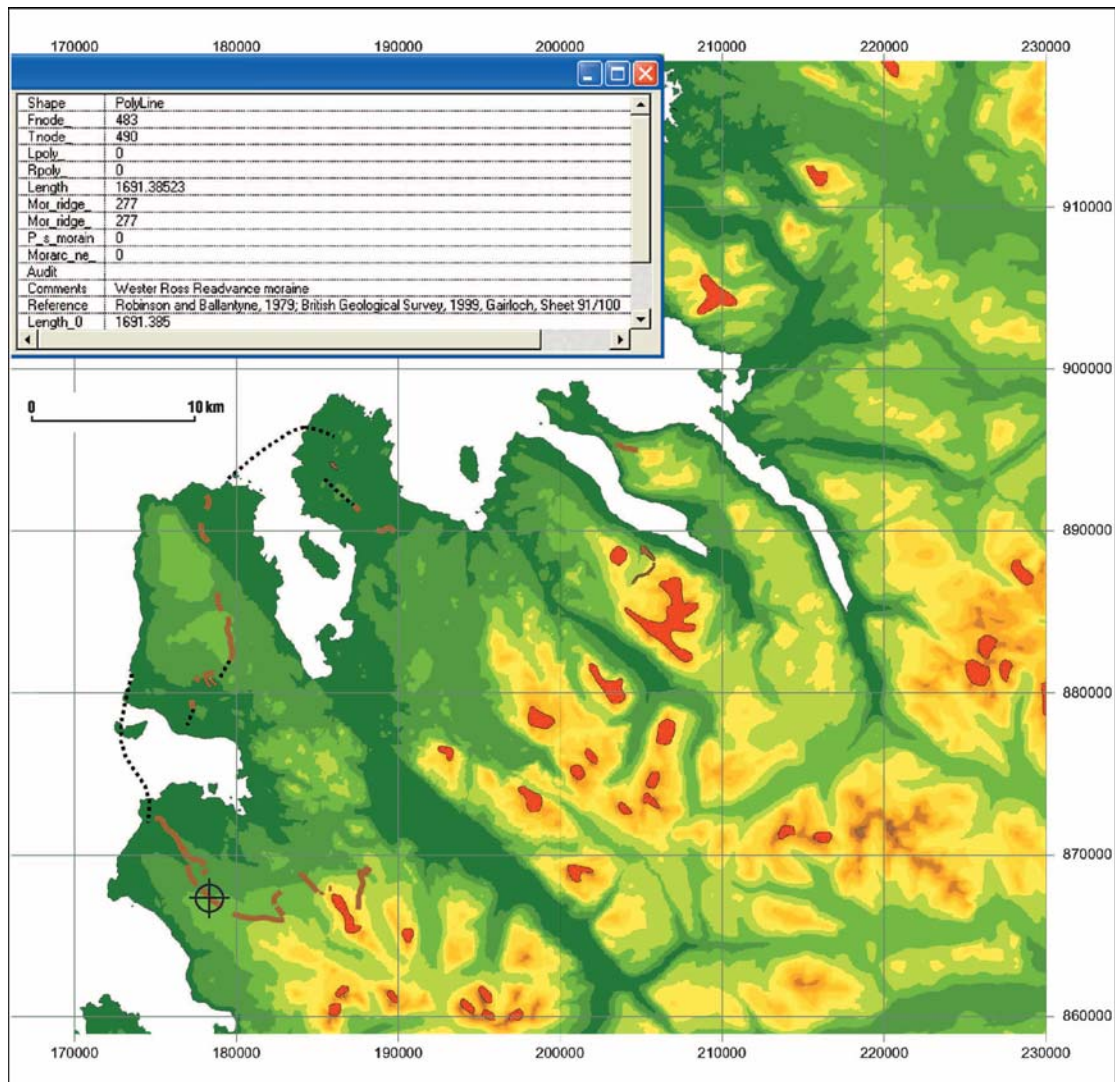 170000 180000 190000 200000 210000 220000 230000
Shape PolyLine
Fnode_ 483
Tnode_ 490
Lpoly_ 0
Rpoly_ 0
Length 1691.38523
Mor_ridge_ 277
Mor_ridge_ 277
P_s_morain 0
Morarc_ne_ 0
Audit
Comments Wester Ross Readvance moraine
Reference Robinson and Ballantyne, 1979; British Geological Survey, 1999, Gairloch, Sheet 91/100
Length_0 1691.385
910000
900000
0 10 km
890000
880000
870000
860000
170000 180000 190000 200000 210000 220000 230000